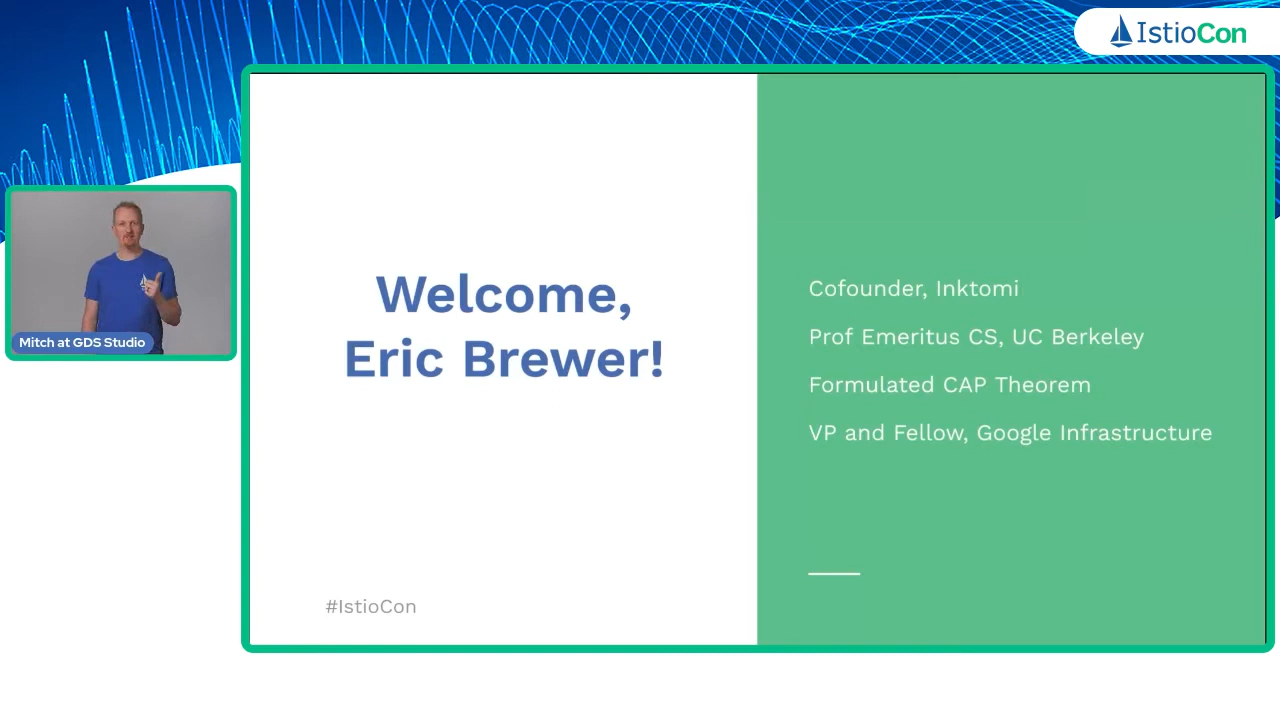 IstioCon
Welcome,
Eric Brewer!
Cofounder, Inktomi
Prof Emeritus CS, UC Berkeley
Formulated CAP Theorem
VP and Fellow, Google Infrastructure
Mitch at GDS Studio
#IstioCon